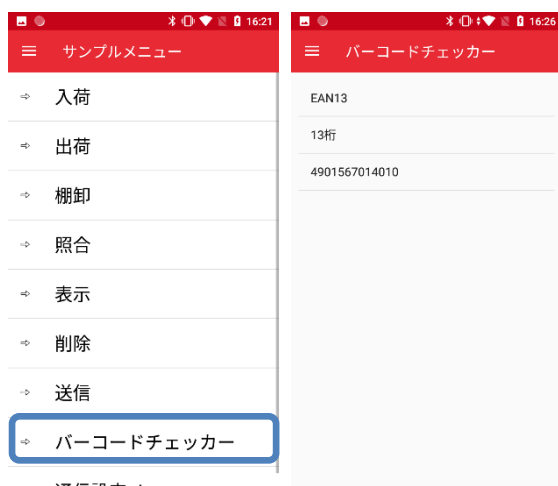 16:21
サンプルメニュー
入荷
出荷
棚卸
照合
表示
削除
送信
バーコードチェッカー
16:26
バーコードチェッカー
EAN13
13桁
4901567014010